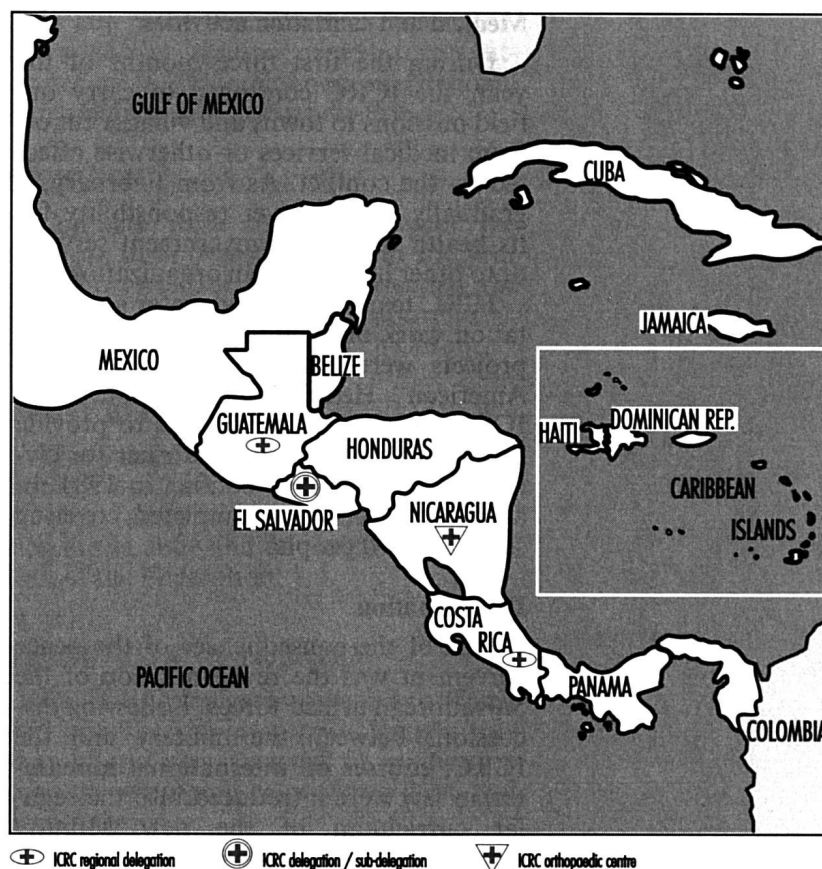 GULF OF MEXICO
CUBA
JAMAICA
MEXICO
BELIZE
GUATEMALA
HONDURAS
HAITI
DOMINICAN REP.
CARIBBEAN
ISLANDS
EL SALVADOR
NICARAGUA
COSTA
RICA
PACIFIC OCEAN
PANAMA
COLOMBIA
ICRC regional delegation
ICRC delegation / sub-delegation
ICRC orthopaedic centre